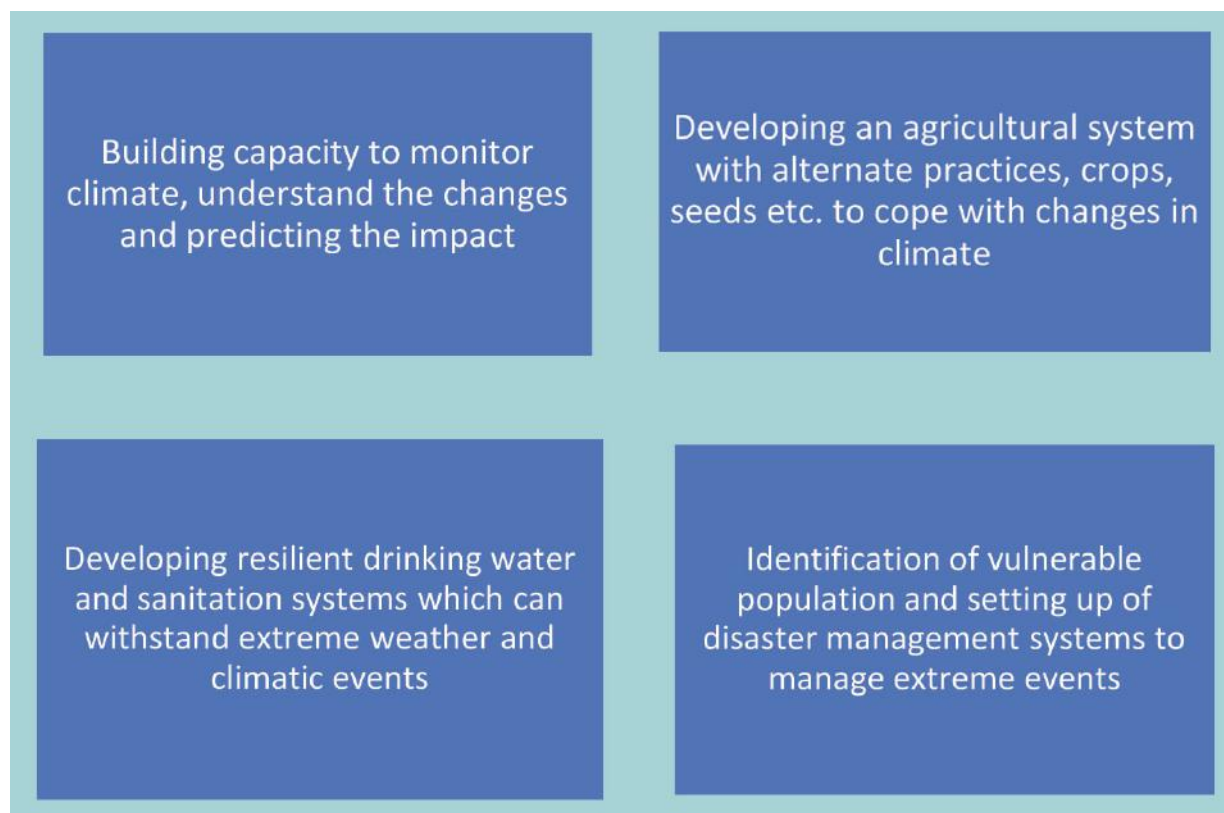 Building capacity to monitor
climate, understand the changes
and predicting the impact
Developing an agricultural system
with alternate practices, crops,
seeds etc. to cope with changes in
climate
Developing resilient drinking water
and sanitation systems which can
withstand extreme weather and
climatic events
Identification of vulnerable
population and setting up of
disaster management systems to
manage extreme events